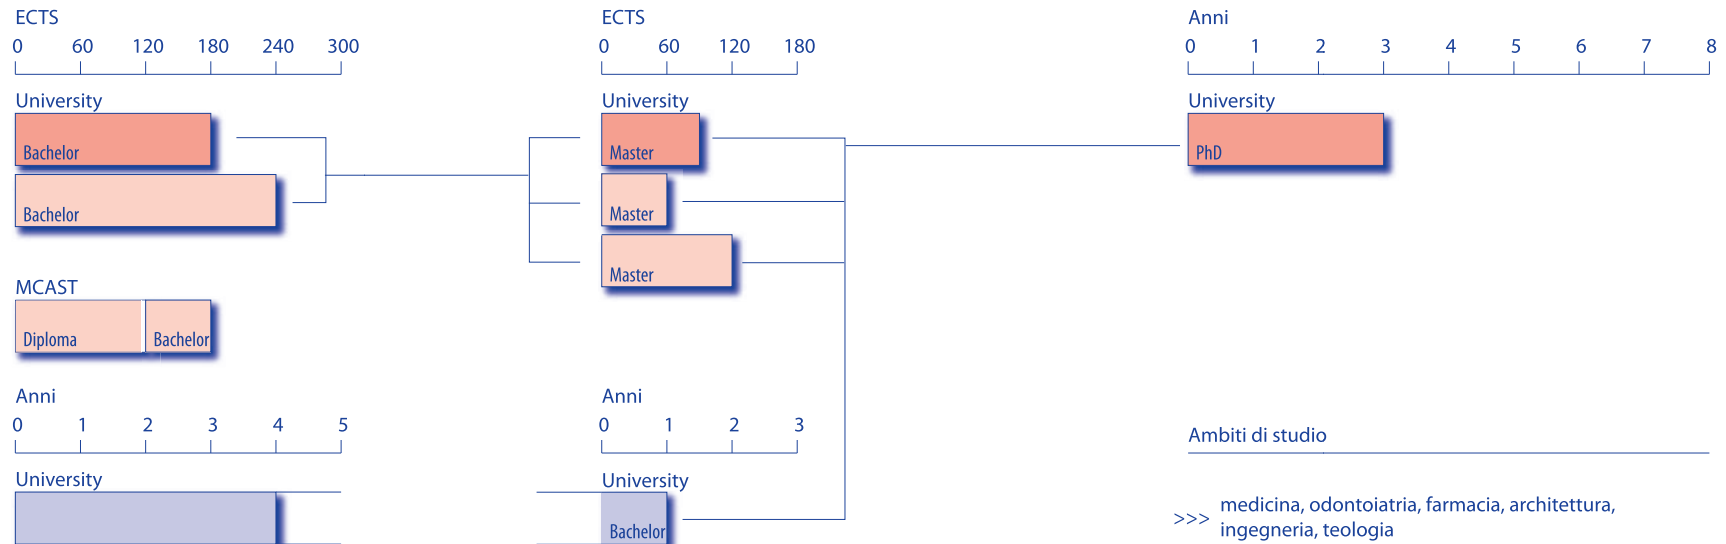 ECTS
0 60 120 180 240 300
University
Bachelor
Bachelor
MCAST
Diploma Bachelor
Anni
0 1 2 3 4 5
University
ECTS
0 60 120 180
University
Master
Master
Master
Anni
0 1 2 3
University
Bachelor
Anni
0 1 2 3 4 5 6 7 8
University
PhD
Ambiti di studio
>>> medicina, odontoiatria, farmacia, architettura,
ingegneria, teologia